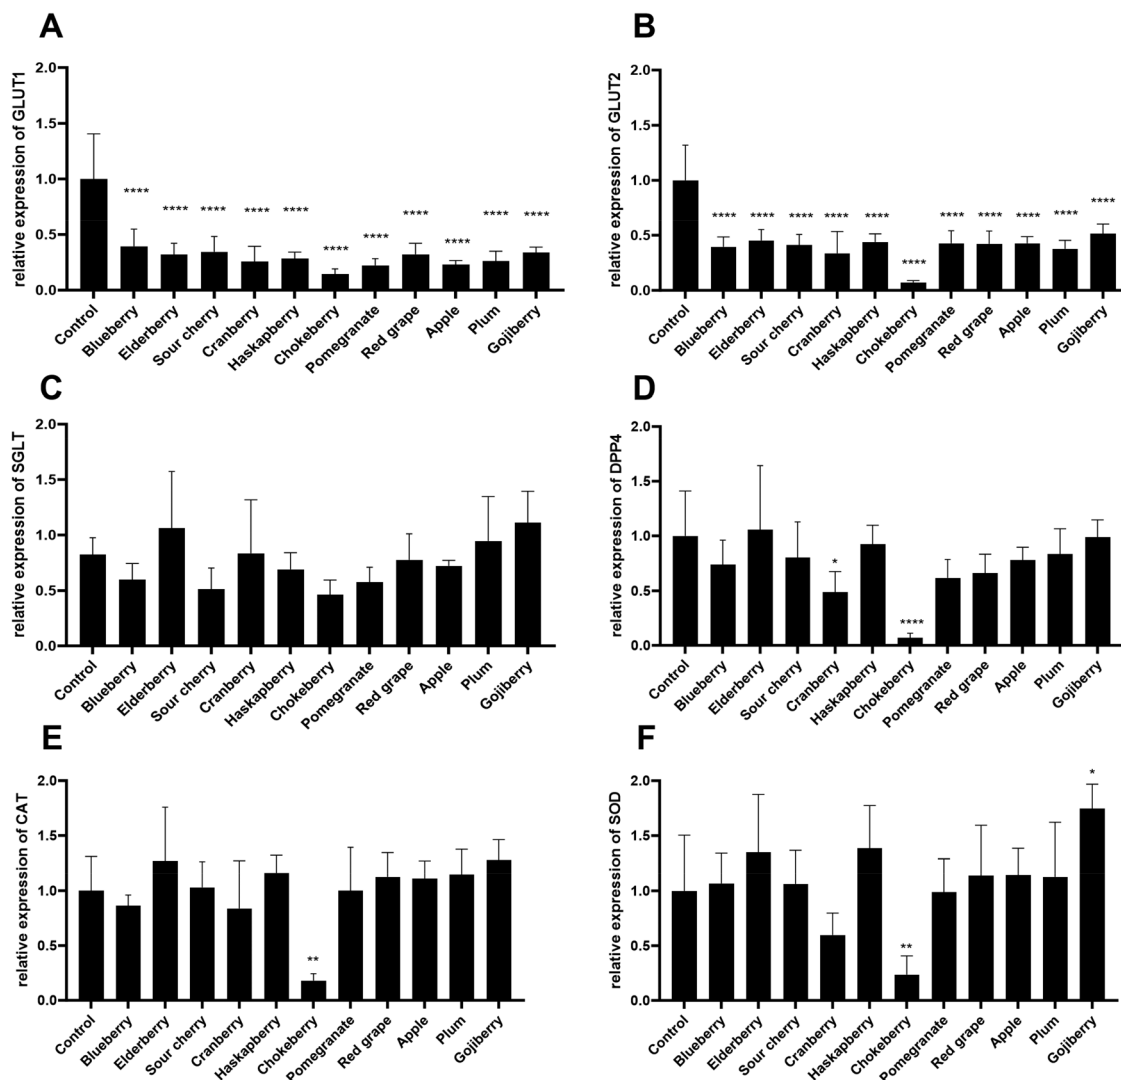 A
relative expression of GLUT1
2.0
1.5
1.0
0.5
0.0
****
****
****
****
****
****
****
****
****
****
****
Control
Blueberry
Elderberry
Sour cherry
Cranberry
Haskapberry
Chokeberry
Pomegranate
Red grape
Apple
Plum
Gojiberry
B
relative expression of GLUT2
2.0
1.5
1.0
0.5
0.0
****
****
****
****
****
****
****
****
****
****
****
Control
Blueberry
Elderberry
Sour cherry
Cranberry
Haskapberry
Chokeberry
Pomegranate
Red grape
Apple
Plum
Gojiberry
C
relative expression of SGLT
2.0
1.5
1.0
0.5
0.0
Control
Blueberry
Elderberry
Sour cherry
Cranberry
Haskapberry
Chokeberry
Pomegranate
Red grape
Apple
Plum
Gojiberry
D
relative expression of DPP4
2.0
1.5
1.0
0.5
0.0
*
****
Control
Blueberry
Elderberry
Sour cherry
Cranberry
Haskapberry
Chokeberry
Pomegranate
Red grape
Apple
Plum
Gojiberry
E
relative expression of CAT
2.0
1.5
1.0
0.5
0.0
**
Control
Blueberry
Elderberry
Sour cherry
Cranberry
Haskapberry
Chokeberry
Pomegranate
Red grape
Apple
Plum
Gojiberry
F
relative expression of SOD
2.0
1.5
1.0
0.5
0.0
**
*
Control
Blueberry
Elderberry
Sour cherry
Cranberry
Haskapberry
Chokeberry
Pomegranate
Red grape
Apple
Plum
Gojiberry